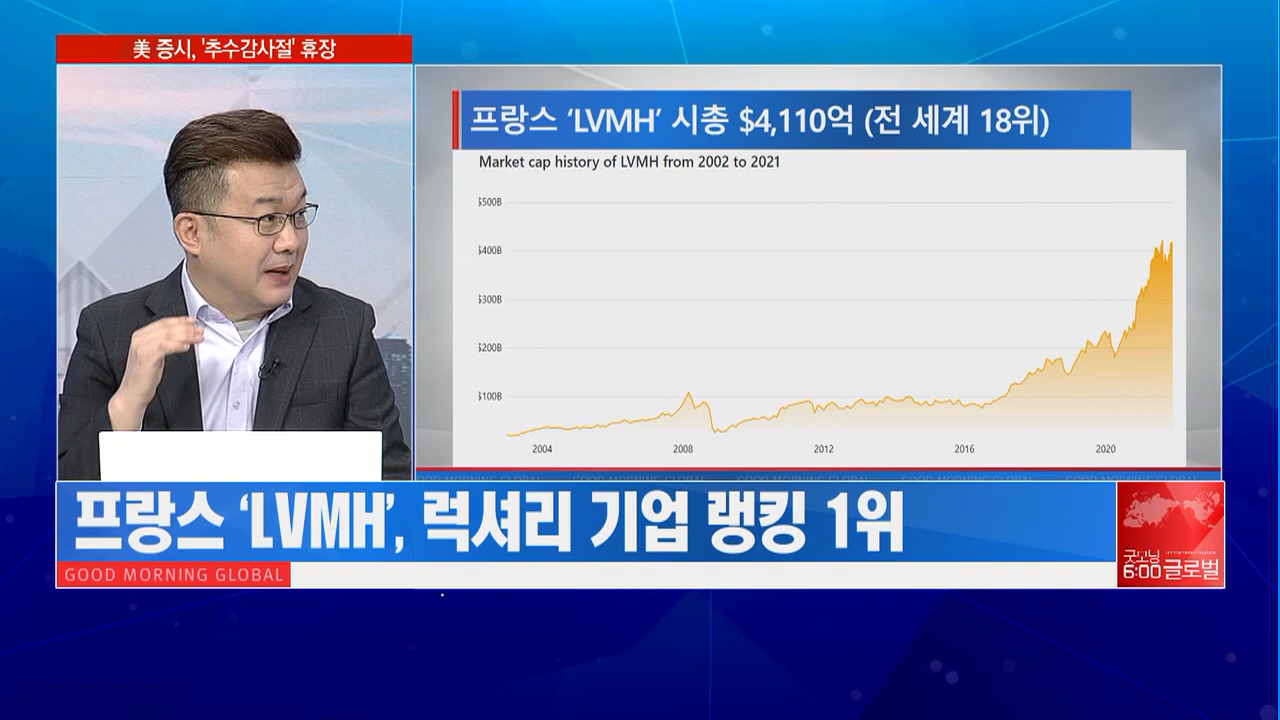 美 증시, '추수감사절' 휴장
프랑스 ‘LVMH’ 시총 $4,110억 (전 세계 18위)
Market cap history of LVMH from 2002 to 2021
$500B
$400B
$300B
$200B
$100B
2004 2008 2012 2016 2020
프랑스 ‘LVMH’, 럭셔리 기업 랭킹 1위
GOOD MORNING GLOBAL
굿모닝
6:00 글로벌